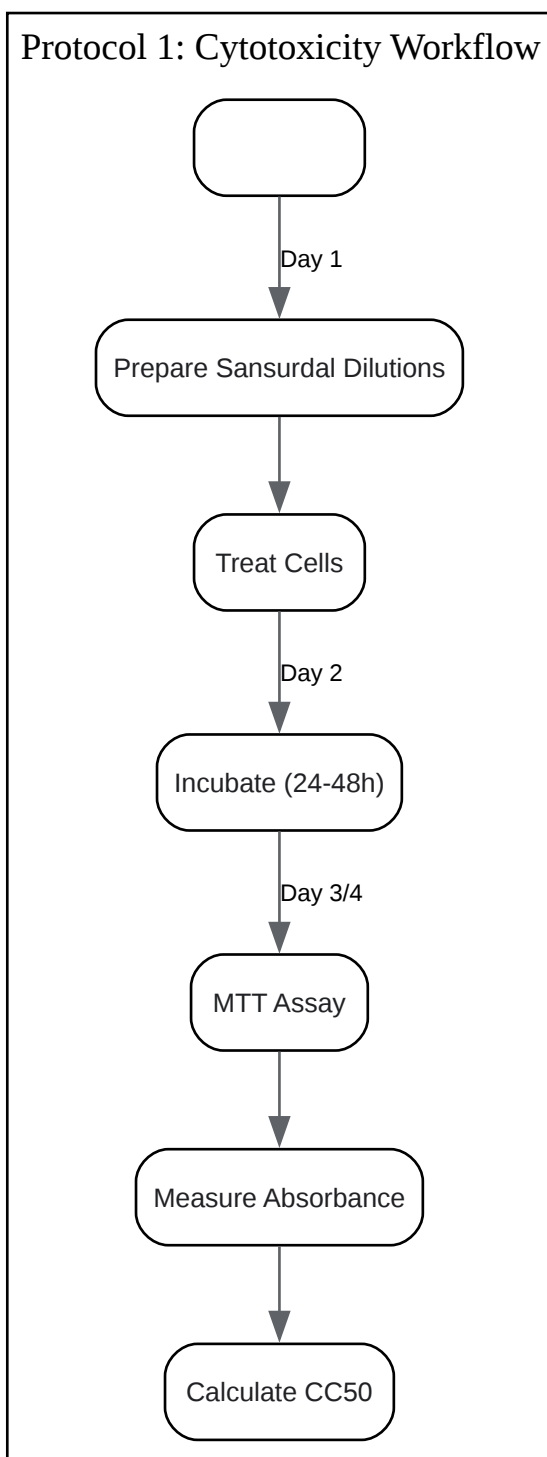 Protocol 1: Cytotoxicity Workflow
Day 1
Prepare Sansurdal Dilutions
Treat Cells
Day 2
Incubate (24-48h)
Day 3/4
MTT Assay
Measure Absorbance
Calculate CC50